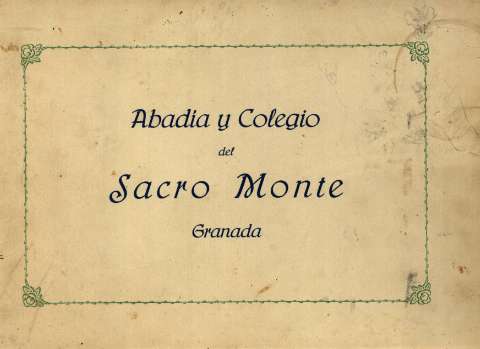 Abadia y Colegio
del
Sacro Monte
Granada